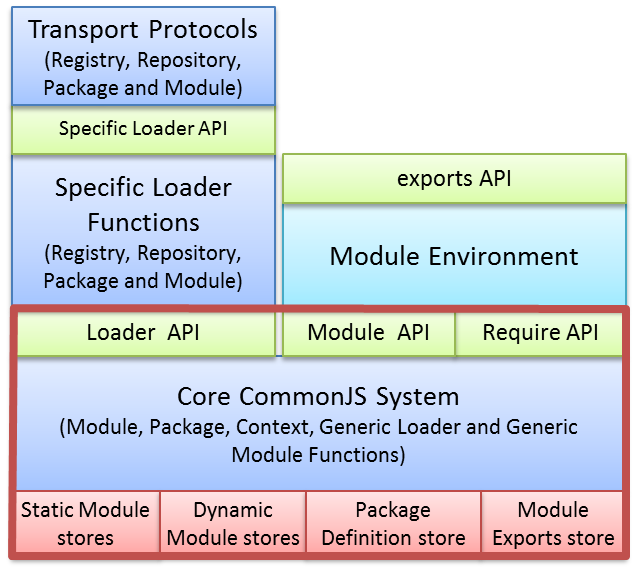 Transport Protocols
(Registry, Repository,
Package and Module)
Specific Loader API
Specific Loader
Functions
(Registry, Repository,
Package and Module)
exports API
Module Environment
Loader API
Module API
Require API
Core CommonJS System
(Module, Package, Context, Generic Loader and Generic
Module Functions)
Static Module
stores
Dynamic
Module stores
Package
Definition store
Module
Exports store